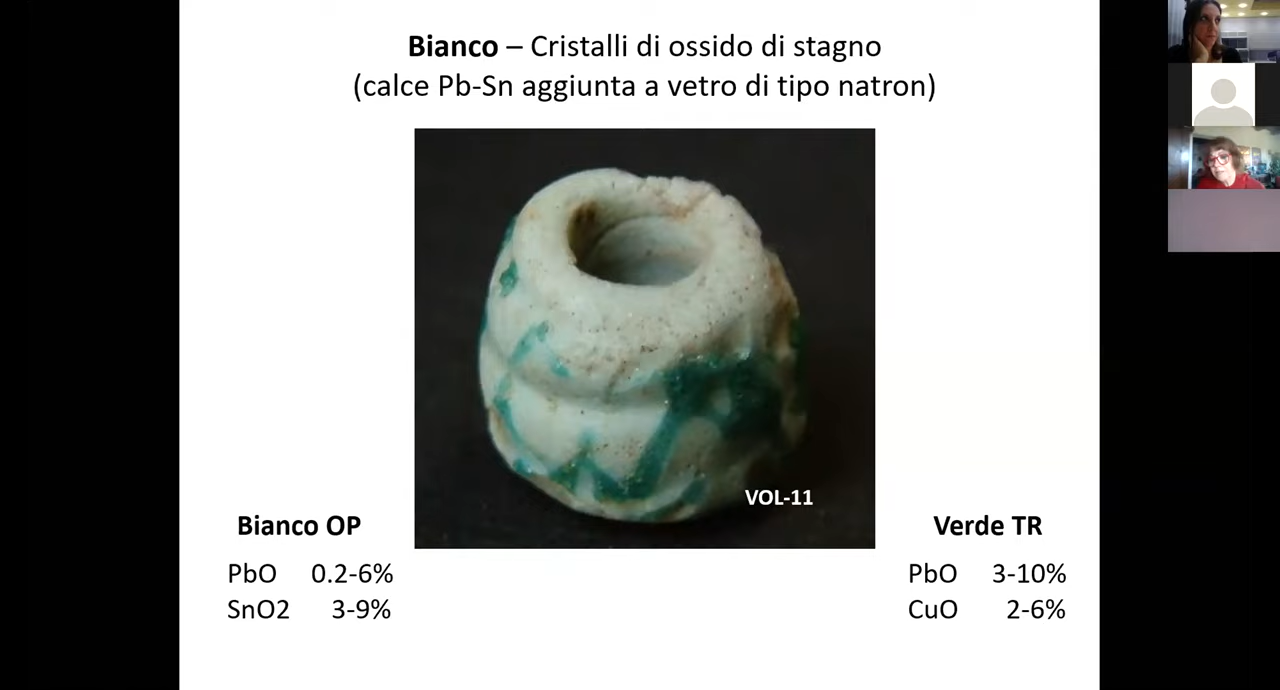 Bianco – Cristalli di ossido di stagno
(calce Pb-Sn aggiunta a vetro di tipo natron)
VOL-11
Bianco OP
PbO 0.2-6%
SnO2 3-9%
Verde TR
PbO 3-10%
CuO 2-6%